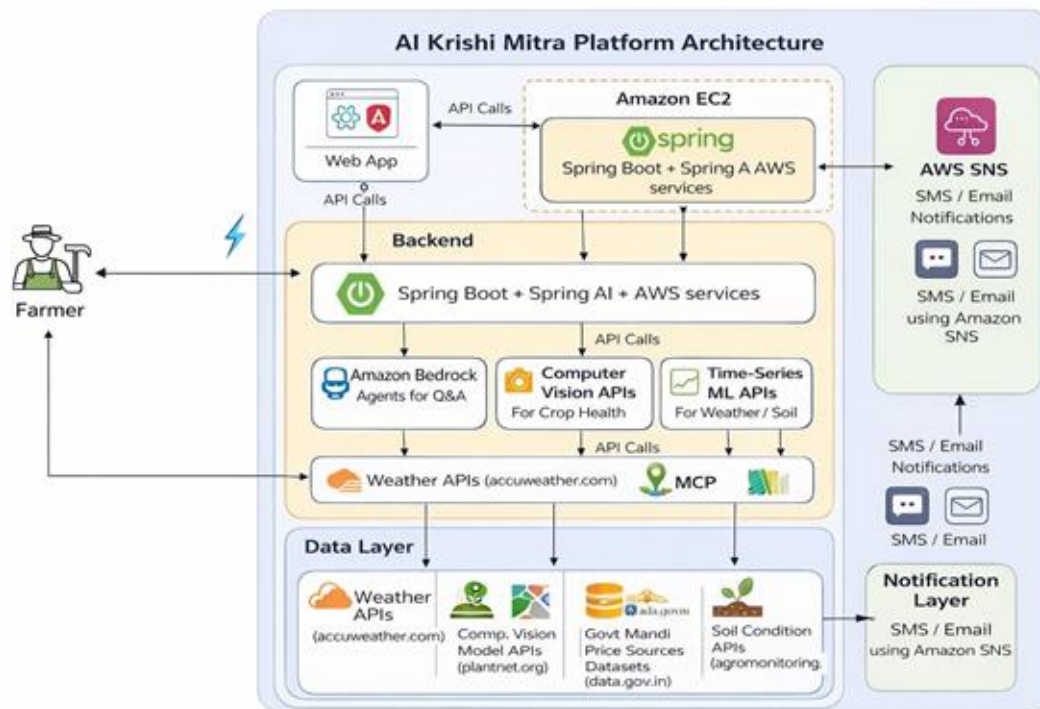 AI Krishi Mitra Platform Architecture
Web App
API Calls
Amazon EC2
spring
Spring Boot + Spring A AWS
services
API Calls
AWS SNS
SMS / Email
Notifications
SMS / Email
using Amazon
SNS
Farmer
Backend
Spring Boot + Spring AI + AWS services
API Calls
Amazon Bedrock
Agents for Q&A
Computer
Vision APIs
For Crop Health
Time-Series
ML APIs
For Weather / Soil
API Calls
Weather APIs (accuweather.com)
MCP
SMS / Email
Notifications
SMS / Email
Data Layer
Weather
APIs
(accuweather.com)
Comp. Vision
Model APIs
(plantnet.org)
Govt Mandi
Price Sources
Datasets
(data.gov.in)
Soil Condition
APIs
(agromonitoring.
Notification
Layer
SMS / Email
using Amazon SNS